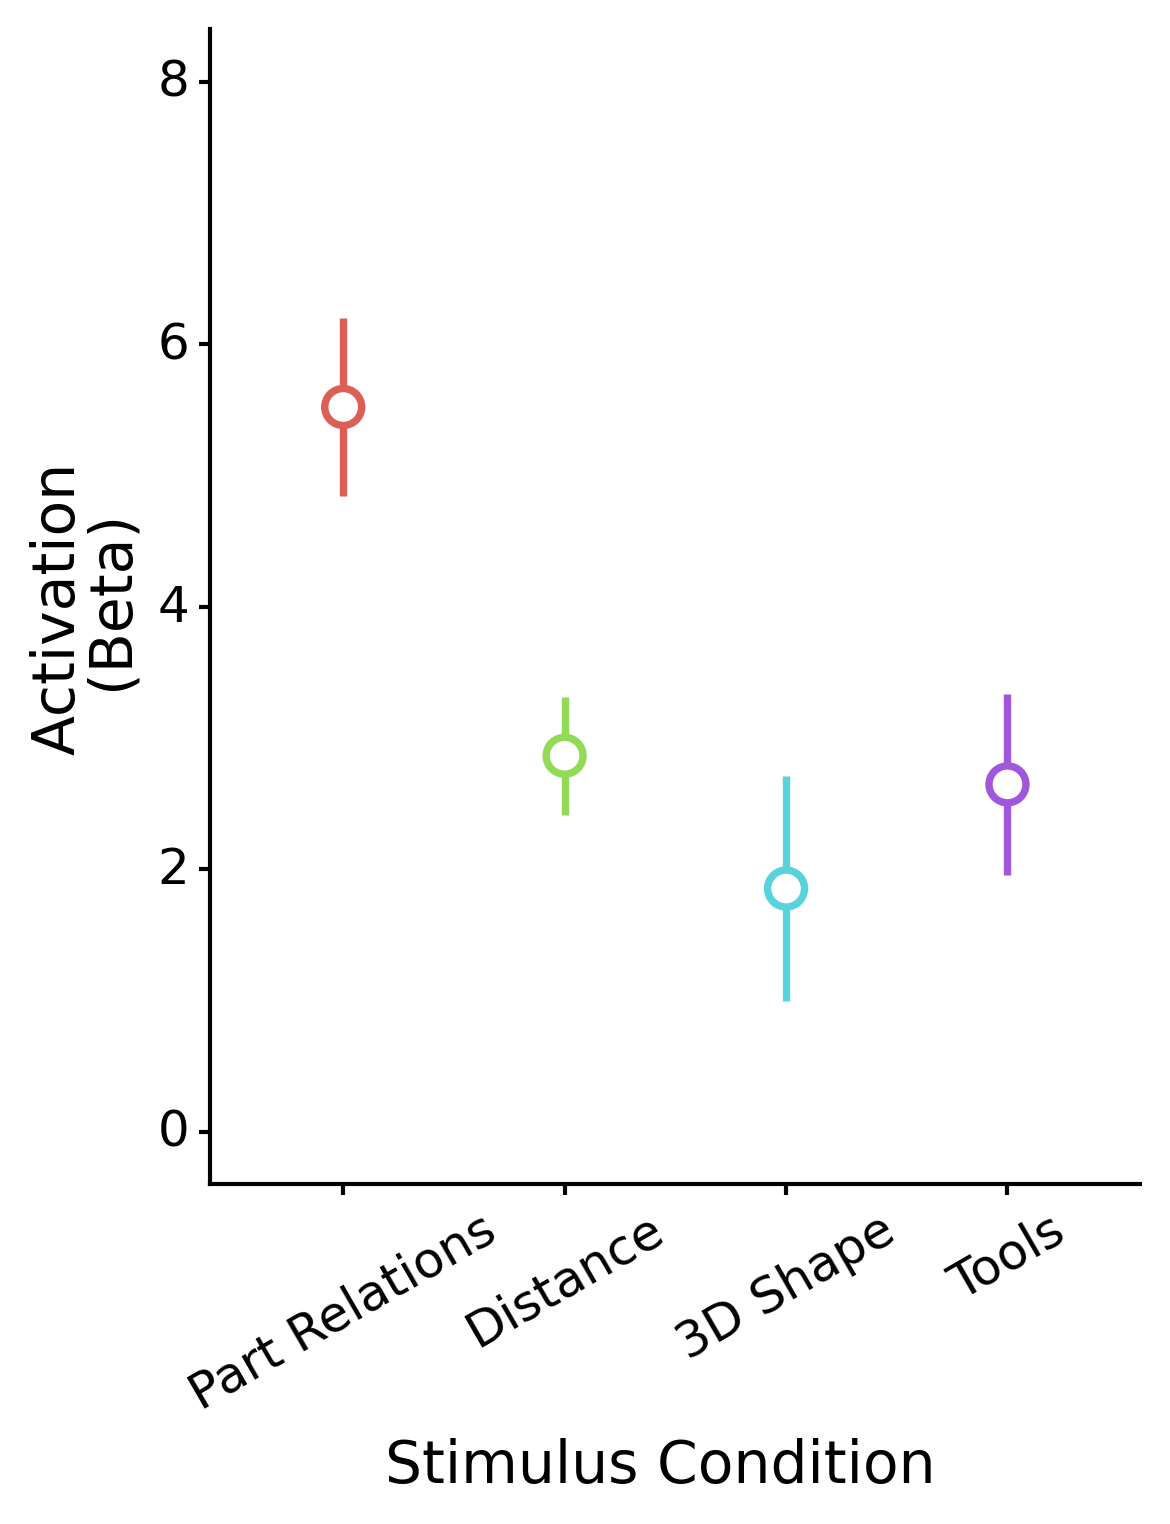 8
6
4
2
0
Activation
(Beta)
Part Relations
Distance
3D Shape
Tools
Stimulus Condition